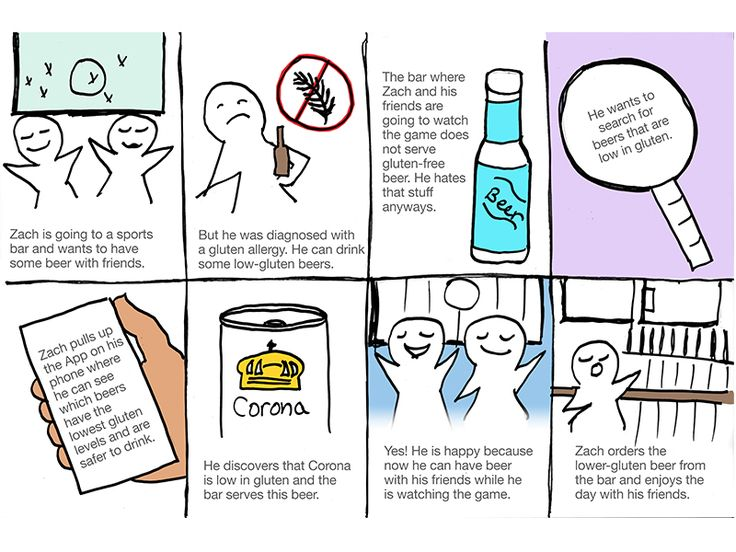 Zach is going to a sports
bar and wants to have
some beer with friends.
But he was diagnosed with
a gluten allergy. He can drink
some low-gluten beers.
The bar where
Zach and his
friends are
going to watch
the game does
not serve
gluten-free
beer. He hates
that stuff
anyways.
Beer
He wants to
search for
beers that are
low in gluten.
Zach pulls up
the App on his
phone where
he can see
which beers
have the
lowest gluten
levels and are
safer to drink.
Corona
He discovers that Corona
is low in gluten and the
bar serves this beer.
Yes! He is happy because
now he can have beer
with his friends while he
is watching the game.
Zach orders the
lower-gluten beer from
the bar and enjoys the
day with his friends.